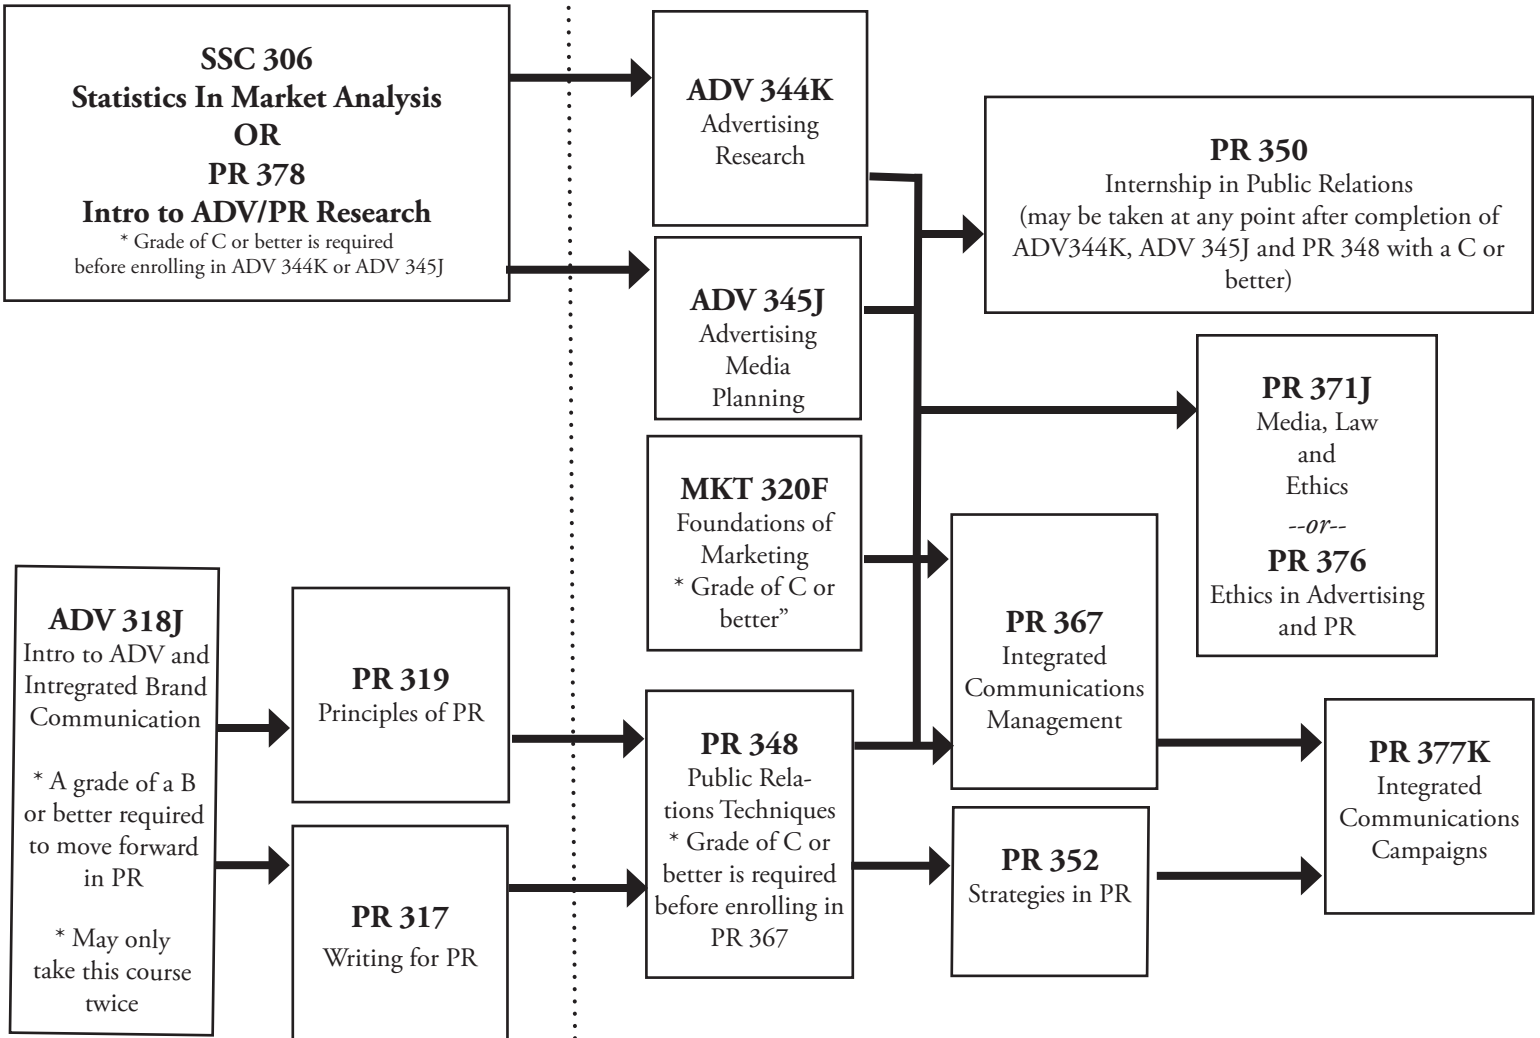 SSC 306
Statistics In Market Analysis
OR
PR 378
Intro to ADV/PR Research
* Grade of C or better is required
before enrolling in ADV 344K or ADV 345J
ADV 344K
Advertising
Research
PR 350
Internship in Public Relations
(may be taken at any point after completion of
ADV344K, ADV 345J and PR 348 with a C or
better)
ADV 345J
Advertising
Media
Planning
PR 371J
Media, Law
and
Ethics
--or--
PR 376
Ethics in Advertising
and PR
MKT 320F
Foundations of
Marketing
* Grade of C or
better”
ADV 318J
Intro to ADV and
Intregrated Brand
Communication
* A grade of a B
or better required
to move forward
in PR
* May only
take this course
twice
PR 319
Principles of PR
PR 317
Writing for PR
PR 348
Public Rela-
tions Techniques
* Grade of C or
better is required
before enrolling in
PR 367
PR 367
Integrated
Communications
Management
PR 352
Strategies in PR
PR 377K
Integrated
Communications
Campaigns